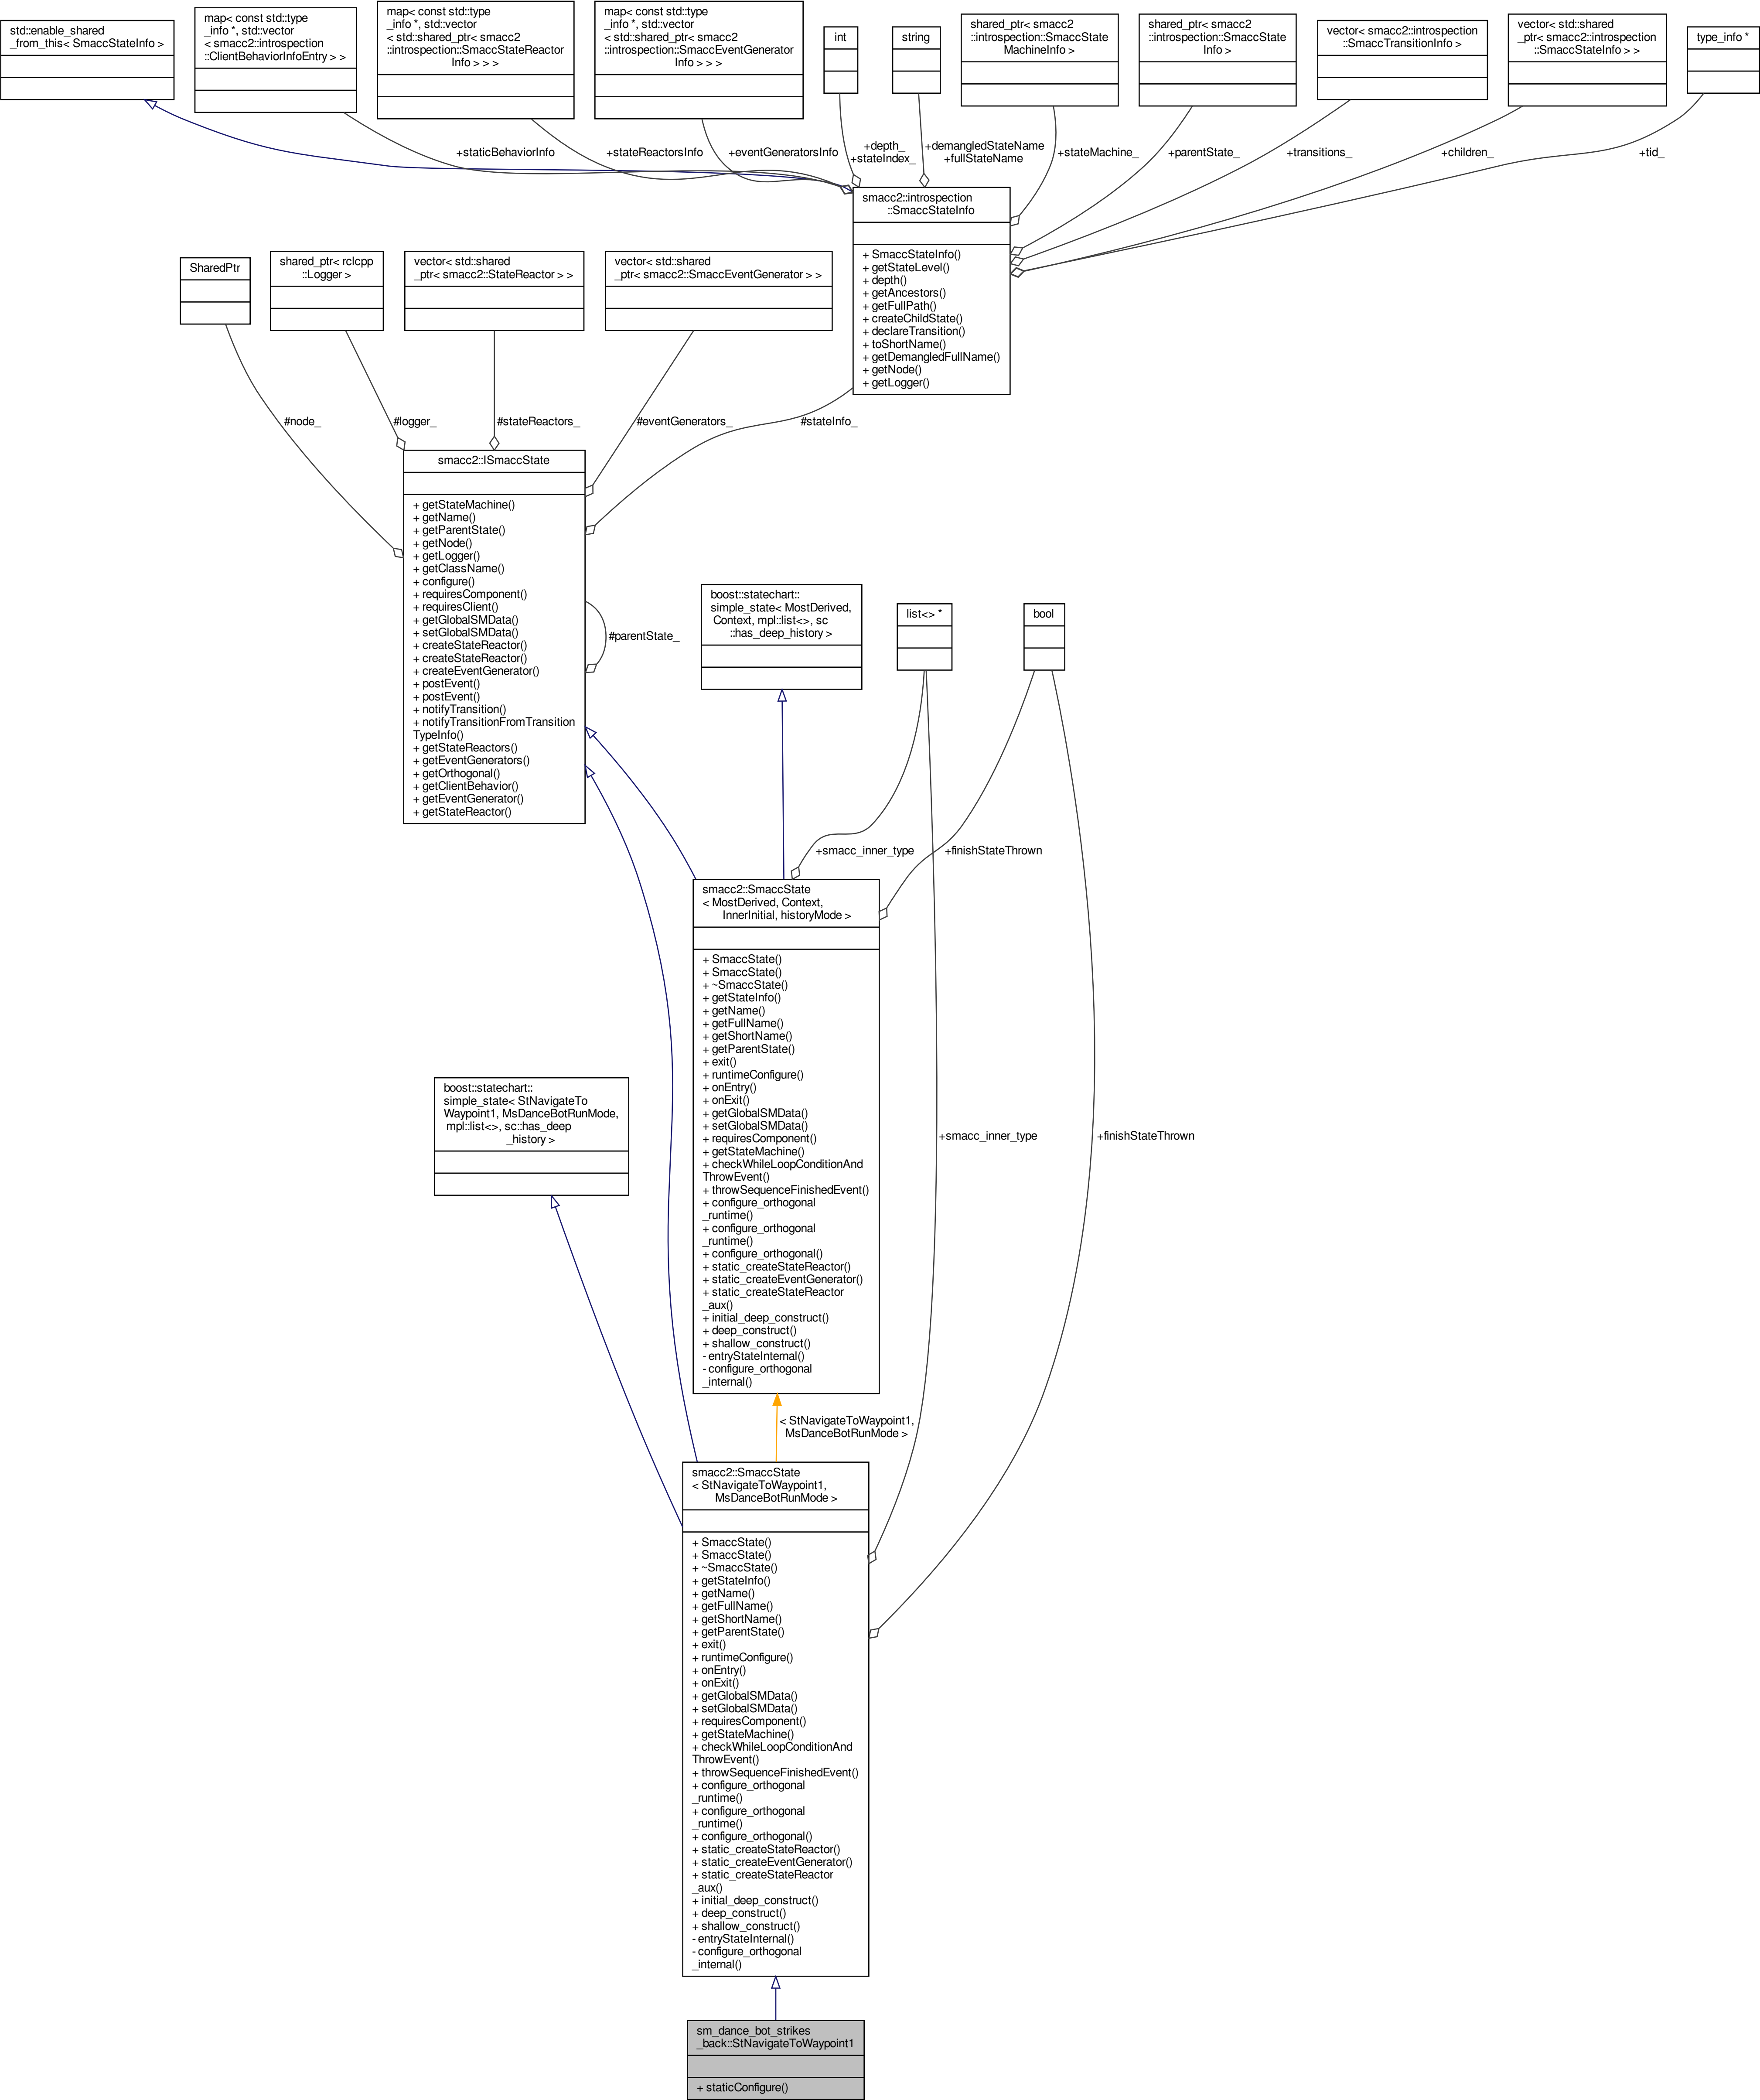 std::enable_shared
_from_this< SmaccStateInfo >
map< const std::type
_info *, std::vector
< smacc2::introspection
::ClientBehaviorInfoEntry > >
map< const std::type
_info *, std::vector
< std::shared_ptr< smacc2
::introspection::SmaccStateReactor
Info > > >
map< const std::type
_info *, std::vector
< std::shared_ptr< smacc2
::introspection::SmaccEventGenerator
Info > > >
int
string
shared_ptr< smacc2
::introspection::SmaccState
MachineInfo >
shared_ptr< smacc2
::introspection::SmaccState
Info >
vector< smacc2::introspection
::SmaccTransitionInfo >
vector< std::shared
_ptr< smacc2::introspection
::SmaccStateInfo > >
type_info *
+staticBehaviorInfo
+stateReactorsInfo
+eventGeneratorsInfo
+depth_
+stateIndex_
+demangledStateName
+fullStateName
+stateMachine_
+parentState_
+transitions_
+children_
+tid_
smacc2::introspection
::SmaccStateInfo
+ SmaccStateInfo()
+ getStateLevel()
+ depth()
+ getAncestors()
+ getFullPath()
+ createChildState()
+ declareTransition()
+ toShortName()
+ getDemangledFullName()
+ getNode()
+ getLogger()
SharedPtr
shared_ptr< rclcpp
::Logger >
vector< std::shared
_ptr< smacc2::StateReactor > >
vector< std::shared
_ptr< smacc2::SmaccEventGenerator > >
#node_
#logger_
#stateReactors_
#eventGenerators_
#stateInfo_
smacc2::ISmaccState
+ getStateMachine()
+ getName()
+ getParentState()
+ getNode()
+ getLogger()
+ getClassName()
+ configure()
+ requiresComponent()
+ requiresClient()
+ getGlobalSMData()
+ setGlobalSMData()
+ createStateReactor()
+ createStateReactor()
+ createEventGenerator()
+ postEvent()
+ postEvent()
+ notifyTransition()
+ notifyTransitionFromTransition
TypeInfo()
+ getStateReactors()
+ getEventGenerators()
+ getOrthogonal()
+ getClientBehavior()
+ getEventGenerator()
+ getStateReactor()
#parentState_
boost::statechart::
simple_state< MostDerived,
Context, mpl::list<>, sc
::has_deep_history >
list<> *
bool
+smacc_inner_type
+finishStateThrown
smacc2::SmaccState
< MostDerived, Context,
InnerInitial, historyMode >
+ SmaccState()
+ SmaccState()
+ ~SmaccState()
+ getStateInfo()
+ getName()
+ getFullName()
+ getShortName()
+ getParentState()
+ exit()
+ runtimeConfigure()
+ onEntry()
+ onExit()
+ getGlobalSMData()
+ setGlobalSMData()
+ requiresComponent()
+ getStateMachine()
+ checkWhileLoopConditionAnd
ThrowEvent()
+ throwSequenceFinishedEvent()
+ configure_orthogonal
_runtime()
+ configure_orthogonal
_runtime()
+ configure_orthogonal()
+ static_createStateReactor()
+ static_createEventGenerator()
+ static_createStateReactor
_aux()
+ initial_deep_construct()
+ deep_construct()
+ shallow_construct()
- entryStateInternal()
- configure_orthogonal
_internal()
boost::statechart::
simple_state< StNavigateTo
Waypoint1, MsDanceBotRunMode,
mpl::list<>, sc::has_deep
_history >
+smacc_inner_type
+finishStateThrown
< StNavigateToWaypoint1,
MsDanceBotRunMode >
smacc2::SmaccState
< StNavigateToWaypoint1,
MsDanceBotRunMode >
+ SmaccState()
+ SmaccState()
+ ~SmaccState()
+ getStateInfo()
+ getName()
+ getFullName()
+ getShortName()
+ getParentState()
+ exit()
+ runtimeConfigure()
+ onEntry()
+ onExit()
+ getGlobalSMData()
+ setGlobalSMData()
+ requiresComponent()
+ getStateMachine()
+ checkWhileLoopConditionAnd
ThrowEvent()
+ throwSequenceFinishedEvent()
+ configure_orthogonal
_runtime()
+ configure_orthogonal
_runtime()
+ configure_orthogonal()
+ static_createStateReactor()
+ static_createEventGenerator()
+ static_createStateReactor
_aux()
+ initial_deep_construct()
+ deep_construct()
+ shallow_construct()
- entryStateInternal()
- configure_orthogonal
_internal()
sm_dance_bot_strikes
_back::StNavigateToWaypoint1
+ staticConfigure()